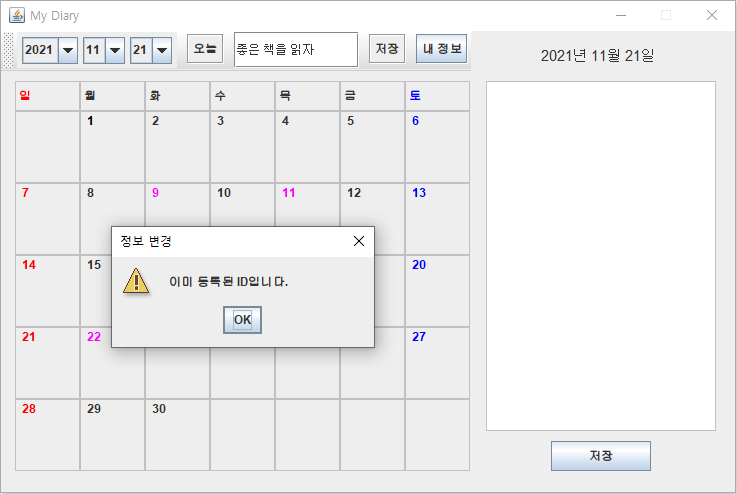 My Diary
2021 11 21 오늘 좋은 책을 읽자 저장 내 정보
2021년 11월 21일
일 월 화 수 목 금 토
1 2 3 4 5 6
7 8 9 10 11 12 13
정보 변경
14 15 20
이미 등록된 ID입니다.
OK
21 22 27
28 29 30
저장